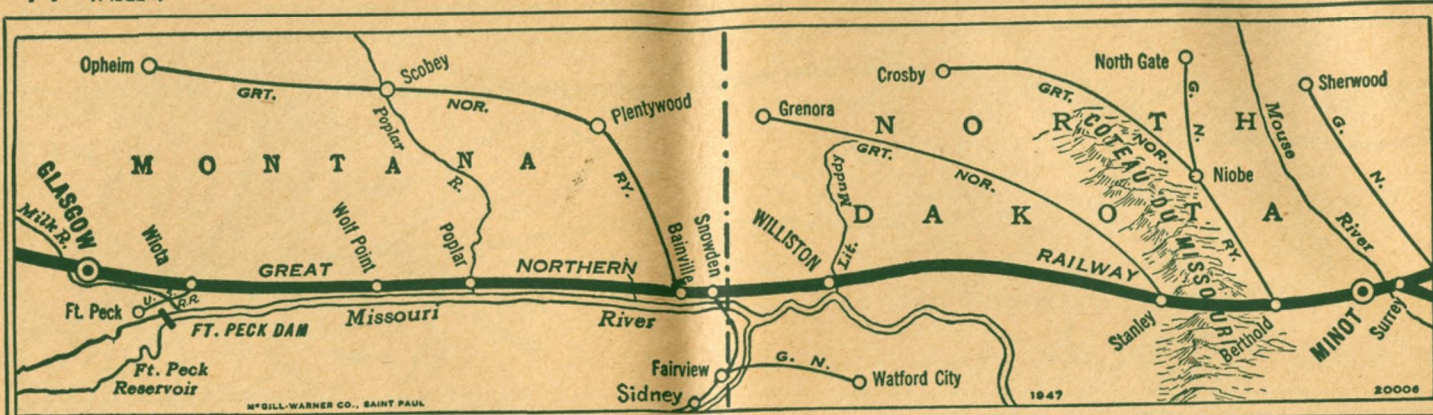 Opheim
Scobey
GRT.
NOR.
Plentywood
Poplar
R.
RY.
MONTANA
GLASGOW
Milk R.
Wiota
Wolf Point
Poplar
Bainville
Snowden
GREAT
NORTHERN
RAILWAY
Ft. Peck
U. S.
R.R.
FT. PECK DAM
Missouri
River
Ft. Peck
Reservoir
McGILL-WARNER CO., SAINT PAUL
Fairview
Sidney
G. N.
Watford City
Grenora
GRT.
NOR.
Crosby
GRT.
NOR.
RY.
North Gate
G. N.
Niobe
Sherwood
G. N.
Mouse
River
NORTH
DAKOTA
COTEAU DU MISSOURI
WILLISTON
Lit.
Muddy
Stanley
Berthold
MINOT
Surrey
1947
20006